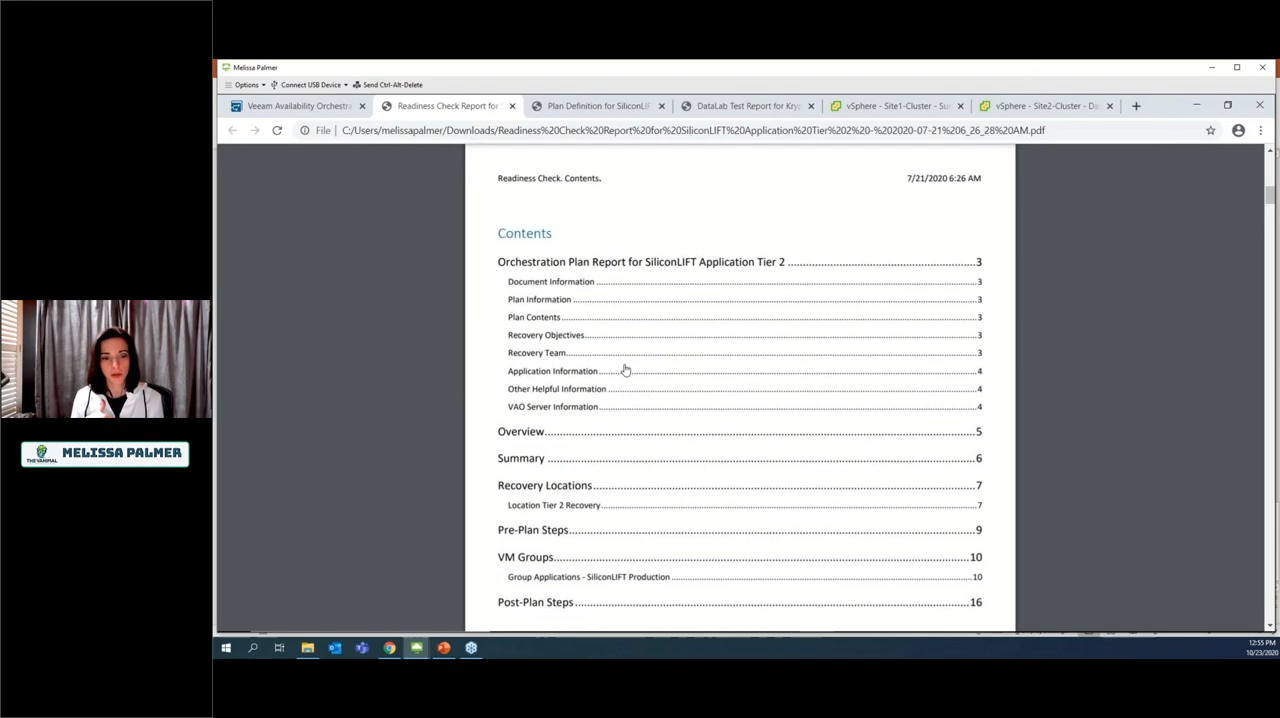 Melissa Palmer
Options Connect USB Device Send Ctrl-Alt-Delete
Veeam Availability Orchestra Readiness Check Report for Plan Definition for SiliconLIF DataLab Test Report for Kryp vSphere - Site1-Cluster - Su vSphere - Site2-Cluster - Da
File C:/Users/melissapalmer/Downloads/Readiness%20Check%20Report%20for%20SiliconLIFT%20Application%20Tier%202%20-%202020-07-21%206_26_28%20AM.pdf
Readiness Check. Contents. 7/21/2020 6:26 AM
Contents
Orchestration Plan Report for SiliconLIFT Application Tier 2 3
Document Information 3
Plan Information 3
Plan Contents 3
Recovery Objectives 3
Recovery Team 3
Application Information 4
Other Helpful Information 4
VAO Server Information 4
Overview 5
Summary 6
Recovery Locations 7
Location Tier 2 Recovery 7
Pre-Plan Steps 9
VM Groups 10
Group Applications - SiliconLIFT Production 10
Post-Plan Steps 16
THE VANIMAL MELISSA PALMER
12:55 PM
10/23/2020